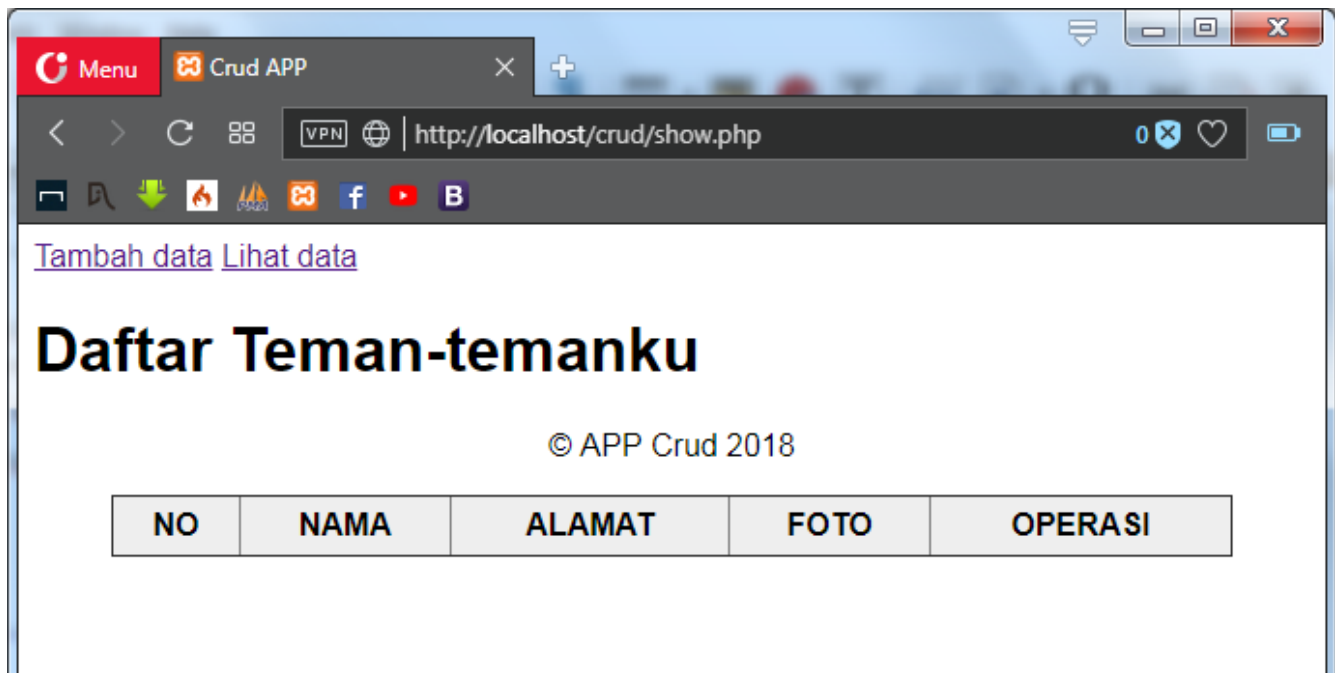 Menu Crud APP
VPN http://localhost/crud/show.php 0
B
Tambah data Lihat data
Daftar Teman-temanku
© APP Crud 2018
NO NAMA ALAMAT FOTO OPERASI